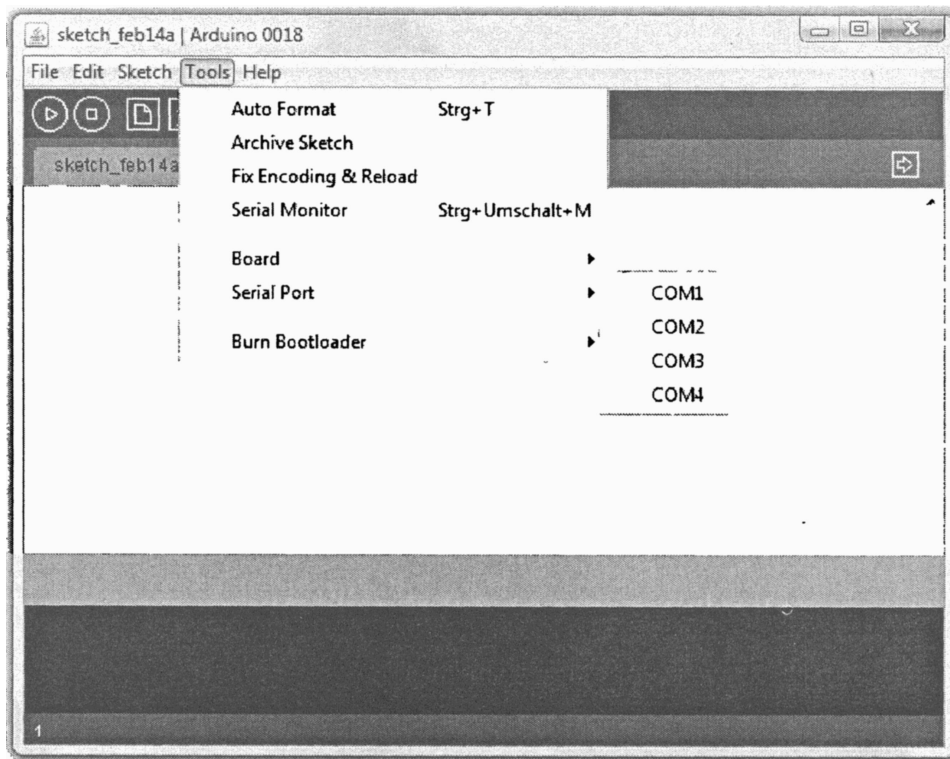 sketch_feb14a | Arduino 0018
File Edit Sketch Tools Help
Auto Format Strg+T
Archive Sketch
sketch_feb14a
Fix Encoding & Reload
Serial Monitor Strg+Umschalt+M
Board
Serial Port COM1
COM2
Burn Bootloader
COM3
COM4
1